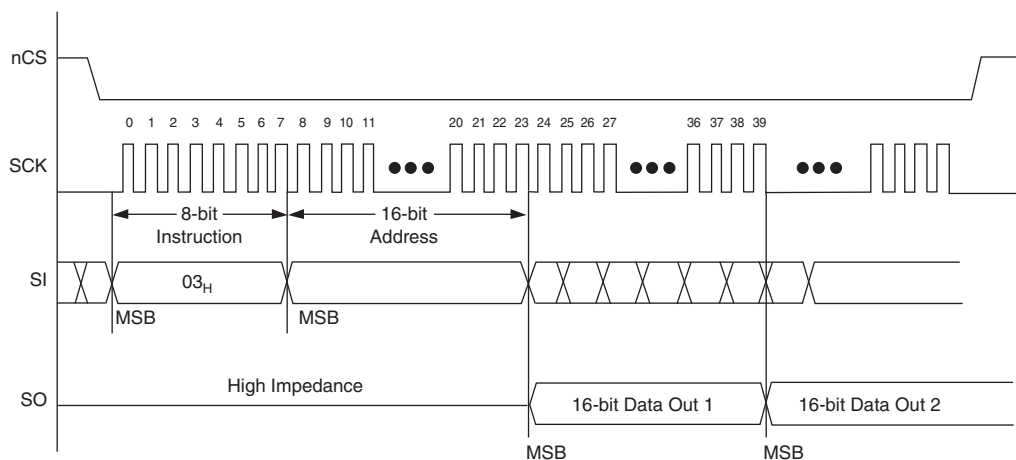 nCS
0 1 2 3 4 5 6 7 8 9 10 11 20 21 22 23 24 25 26 27 36 37 38 39
SCK
8-bit
Instruction
16-bit
Address
SI
03H
MSB
MSB
High Impedance
SO
16-bit Data Out 1
16-bit Data Out 2
MSB
MSB